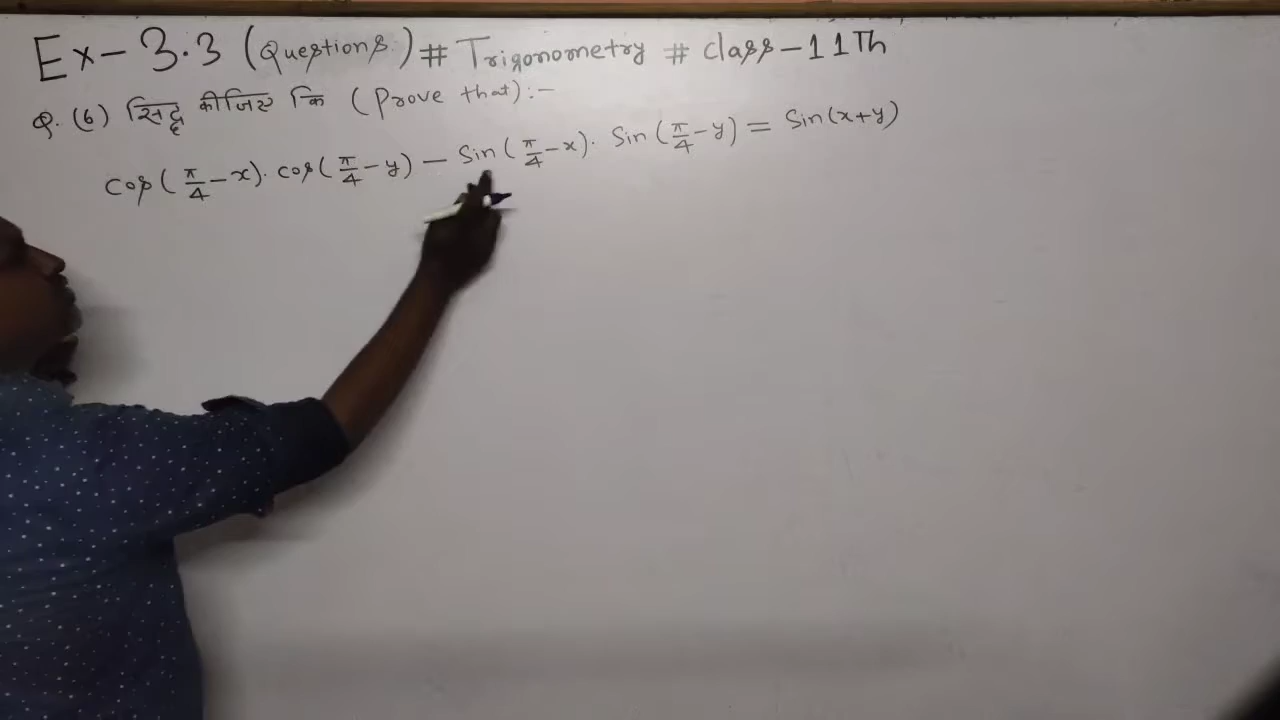 Ex-3.3 (Questions.) # Trigonometry # class-11Th
Q. (6) सिद्ध कीजिए कि (Prove that):-
cos(π/4-x). cos(π/4-y) - Sin(π/4-x). Sin(π/4-y) = Sin(x+y)